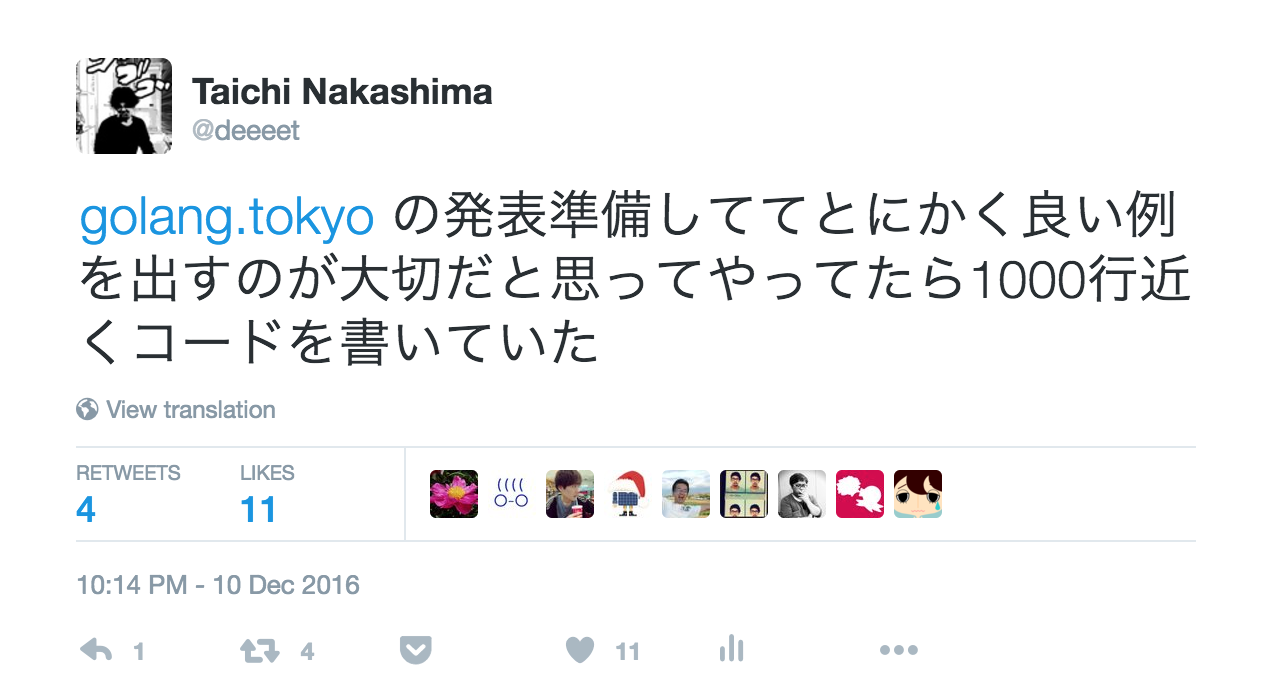 Taichi Nakashima
@deeeet
golang.tokyo の発表準備しててとにかく良い例
を出すのが大切だと思ってやってたら1000行近
くコードを書いていた
View translation
RETWEETS LIKES
4 11
10:14 PM - 10 Dec 2016
1 4 11